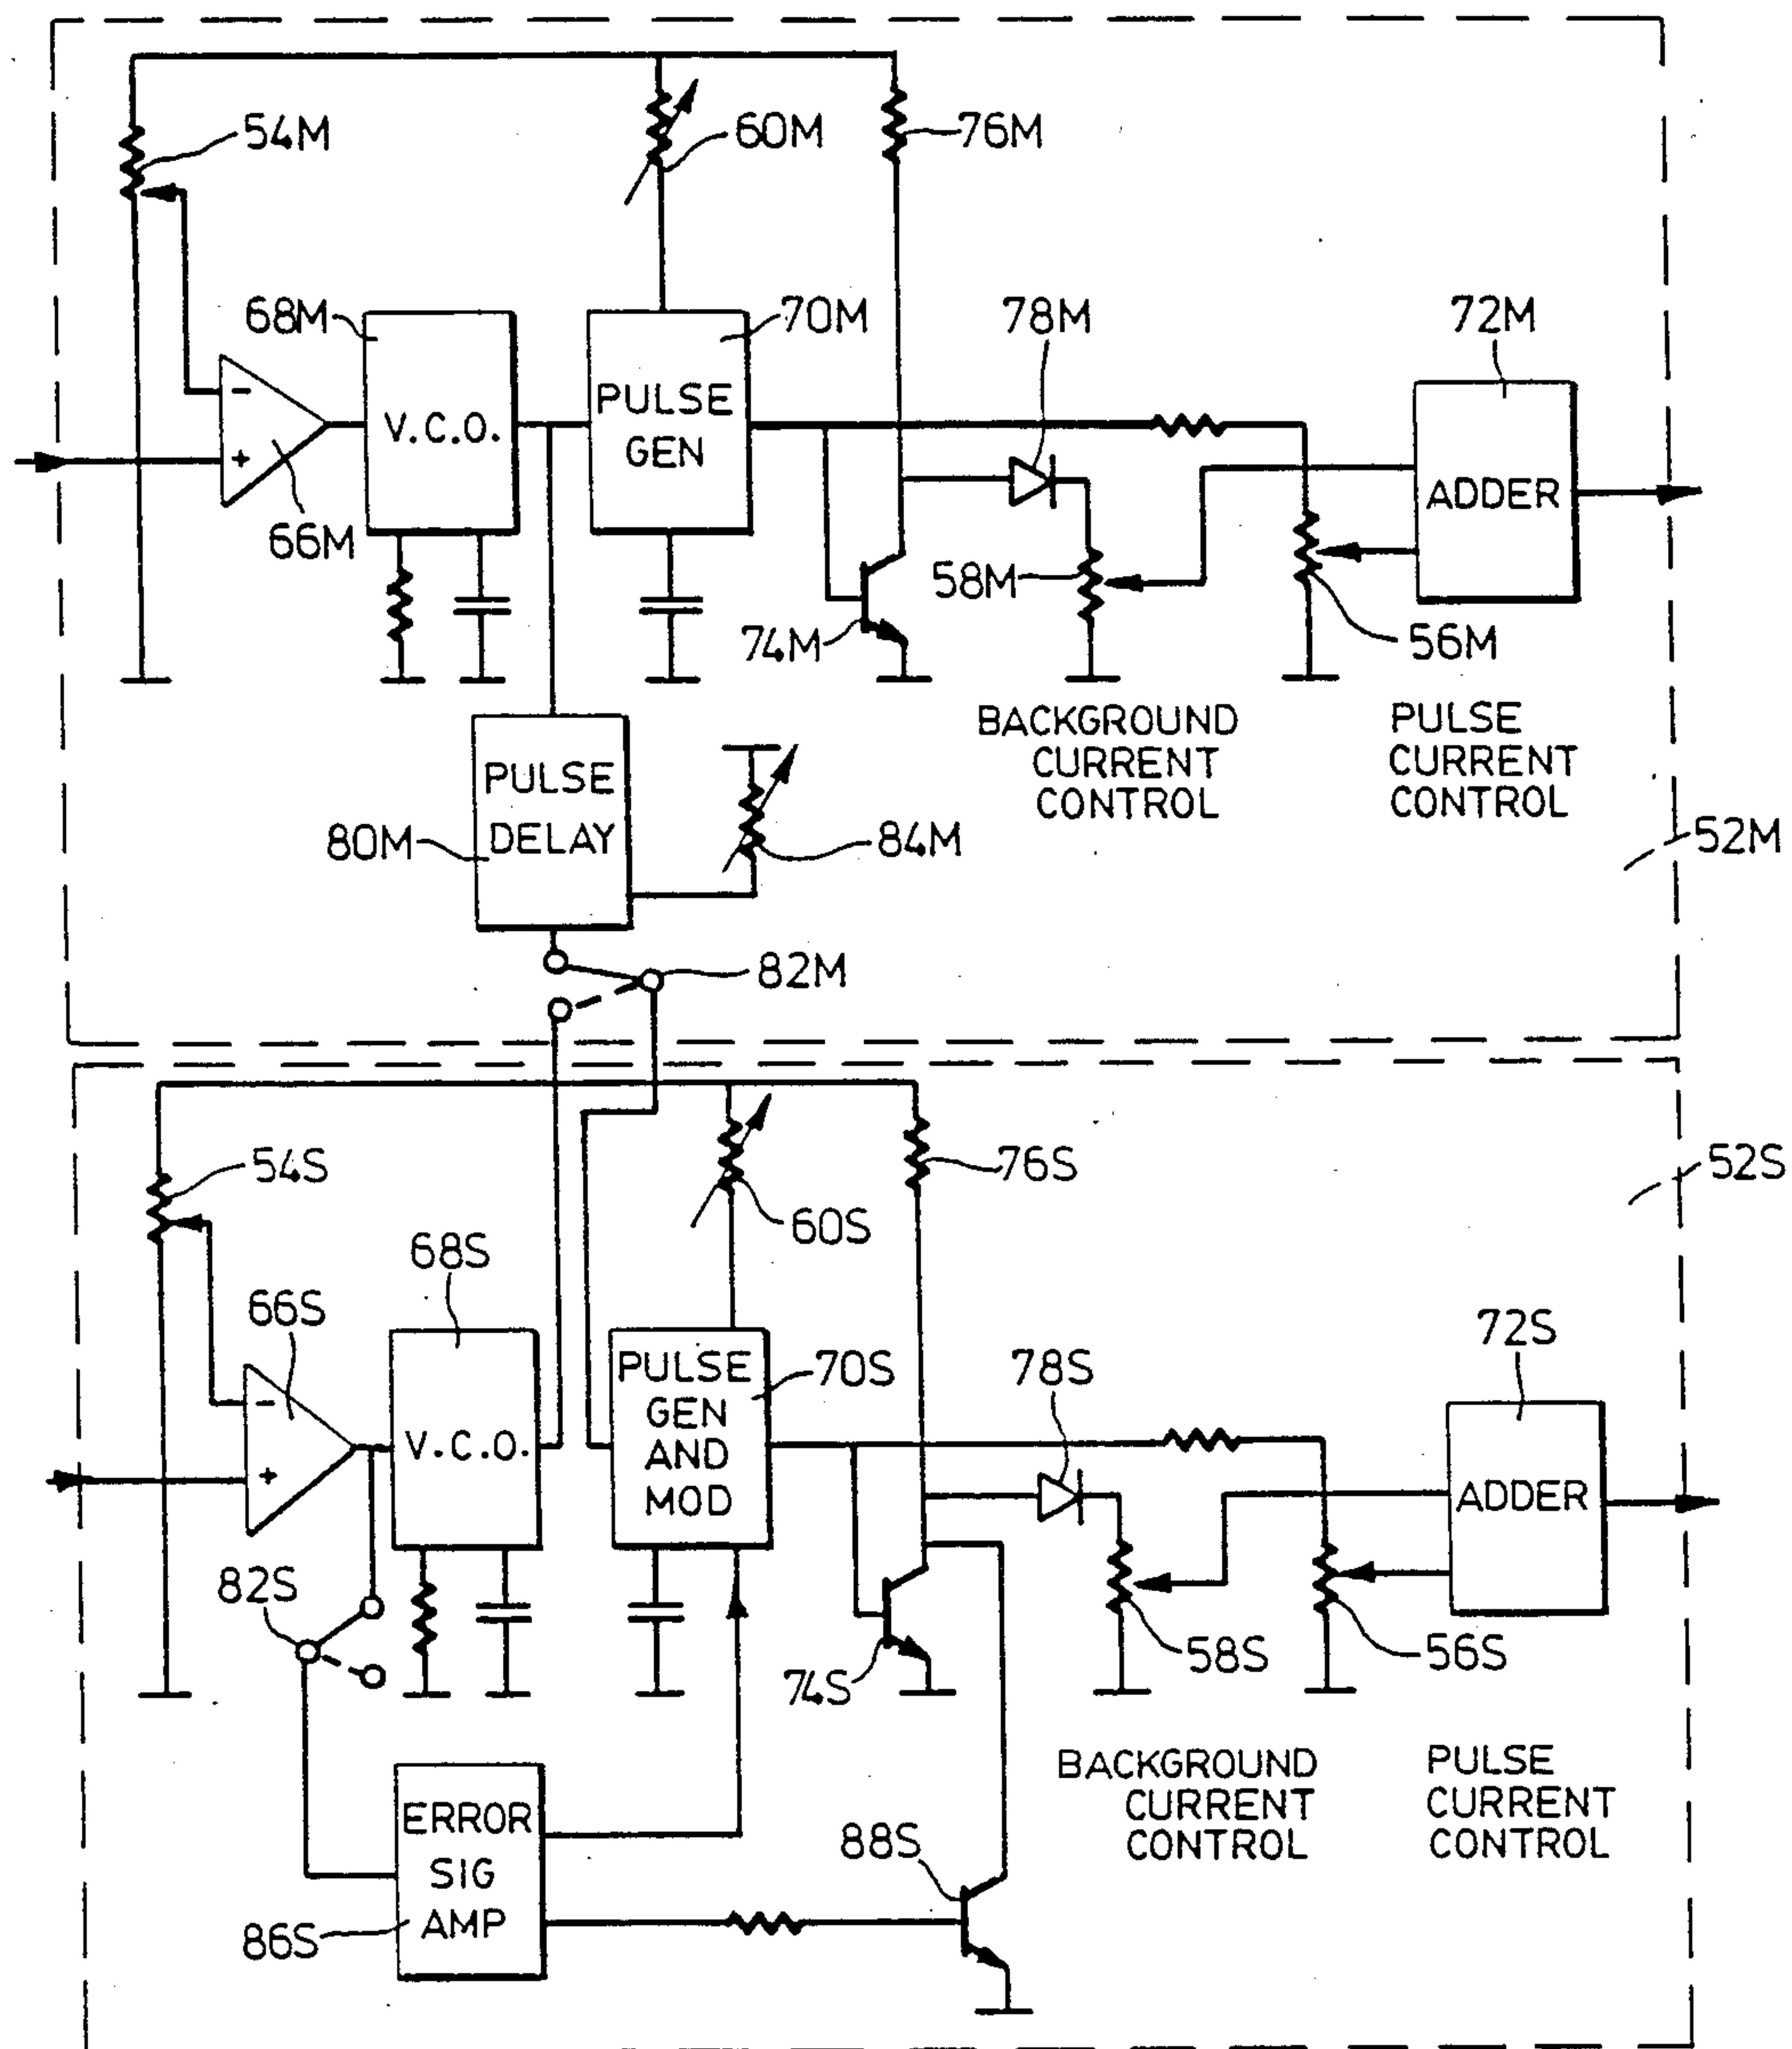 54M
60M
76M
68M
70M
78M
72M
PULSE
GEN
V.C.O.
-
+
ADDER
66M
58M
74M
56M
BACKGROUND
CURRENT
CONTROL
PULSE
CURRENT
CONTROL
PULSE
DELAY
80M
84M
52M
82M
54S
76S
52S
60S
68S
66S
72S
PULSE
GEN
AND
MOD
70S
78S
-
+
V.C.O.
ADDER
82S
58S
56S
74S
BACKGROUND
CURRENT
CONTROL
PULSE
CURRENT
CONTROL
ERROR
SIG
AMP
88S
86S